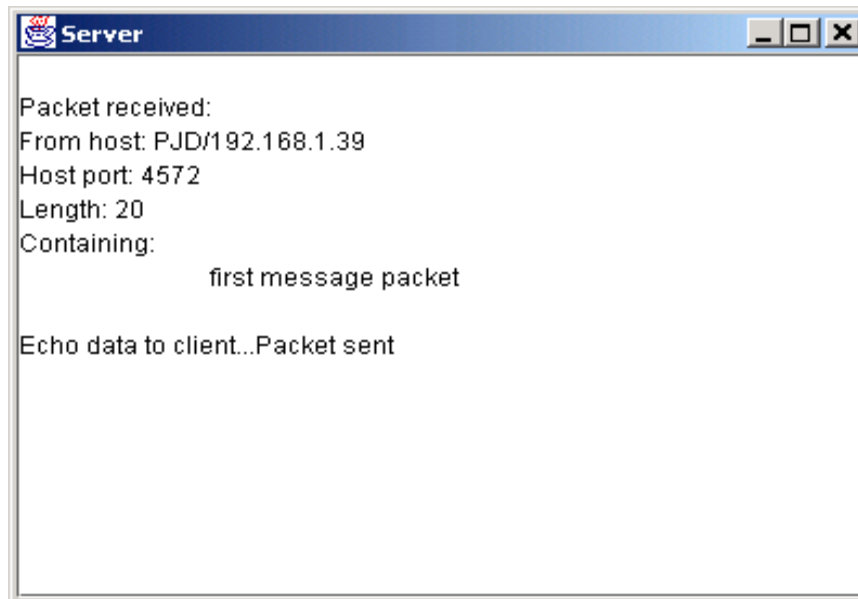 Server
Packet received:
From host: PJD/192.168.1.39
Host port: 4572
Length: 20
Containing:
first message packet
Echo data to client...Packet sent